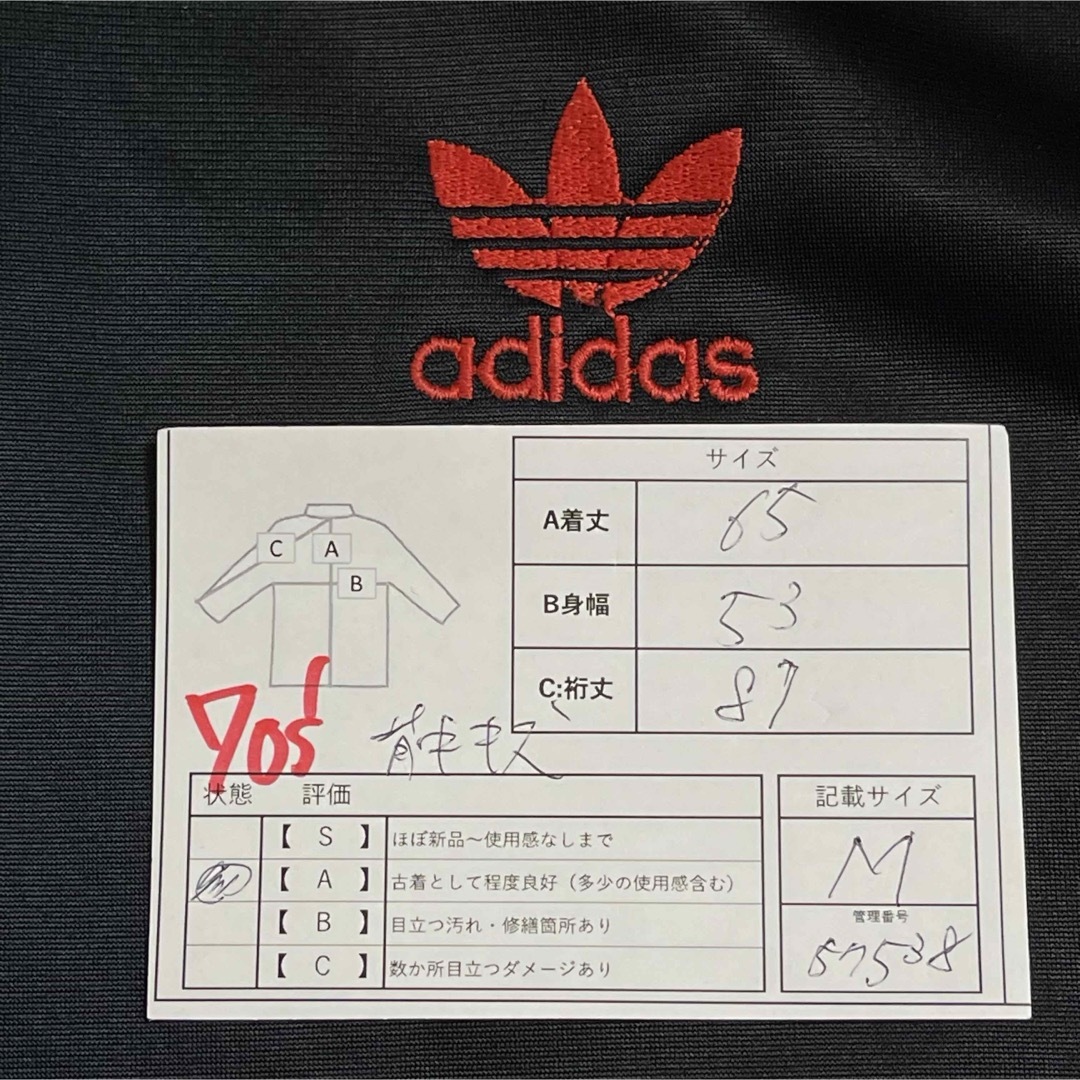 adidas
サイズ
C
A
B
A着丈 65
B身幅 53
C:裄丈 87
70s
背中キズ
状態 評価
【 S 】 ほぼ新品～使用感なしまで
【 A 】 古着として程度良好（多少の使用感含む）
【 B 】 目立つ汚れ・修繕箇所あり
【 C 】 数か所目立つダメージあり
記載サイズ
M
管理番号
57538